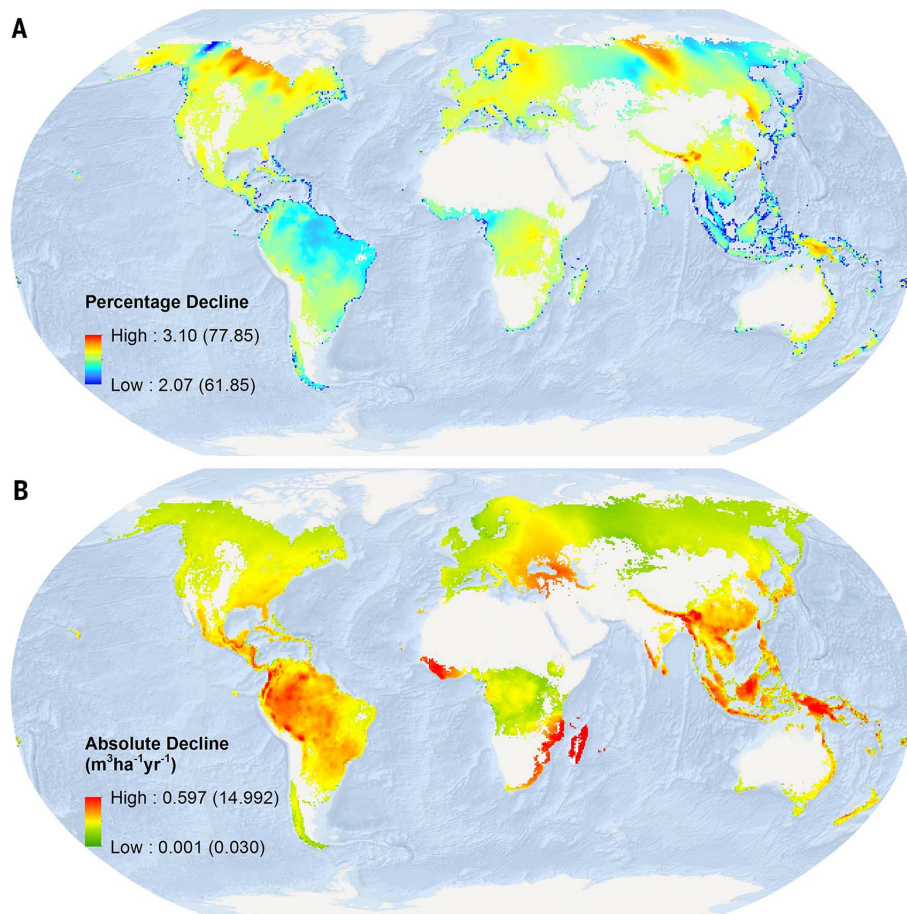 A
Percentage Decline
High : 3.10 (77.85)
Low : 2.07 (61.85)
B
Absolute Decline
(m³ha⁻¹yr⁻¹)
High : 0.597 (14.992)
Low : 0.001 (0.030)